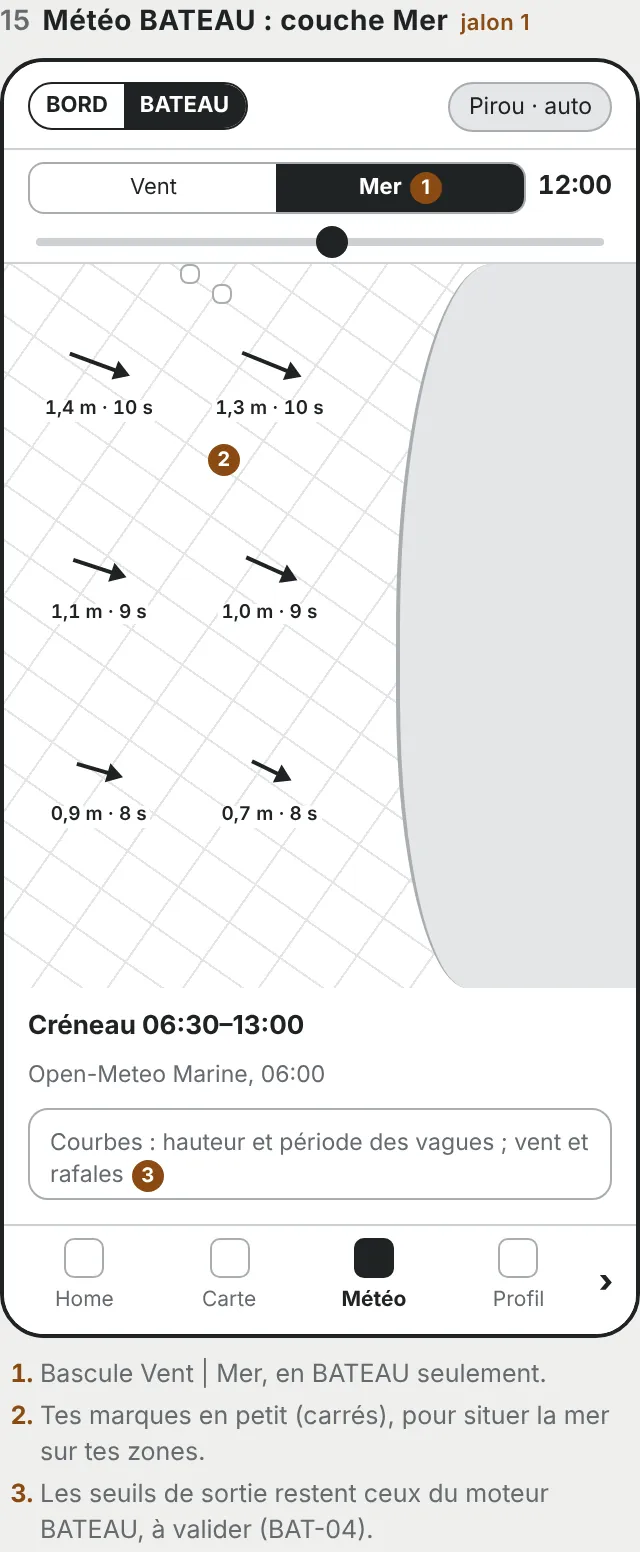 15 Météo BATEAU : couche Mer jalon 1
BORD BATEAU Pirou · auto
Vent Mer 1 12:00
1,4 m · 10 s 1,3 m · 10 s
2
1,1 m · 9 s 1,0 m · 9 s
0,9 m · 8 s 0,7 m · 8 s
Créneau 06:30–13:00
Open-Meteo Marine, 06:00
Courbes : hauteur et période des vagues ; vent et
rafales 3
Home Carte Météo Profil ›
1. Bascule Vent | Mer, en BATEAU seulement.
2. Tes marques en petit (carrés), pour situer la mer
sur tes zones.
3. Les seuils de sortie restent ceux du moteur
BATEAU, à valider (BAT-04).